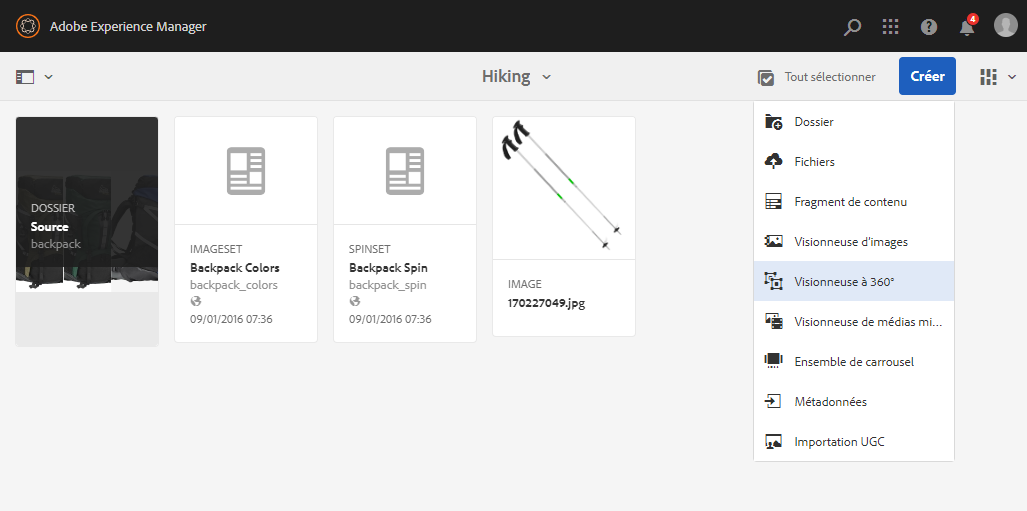 Adobe Experience Manager
4
Hiking
Tout sélectionner
Créer
DOSSIER
Source
backpack
IMAGESET
Backpack Colors
backpack_colors
09/01/2016 07:36
SPINSET
Backpack Spin
backpack_spin
09/01/2016 07:36
IMAGE
170227049.jpg
Dossier
Fichiers
Fragment de contenu
Visionneuse d'images
Visionneuse à 360°
Visionneuse de médias mi...
Ensemble de carrousel
Métadonnées
Importation UGC